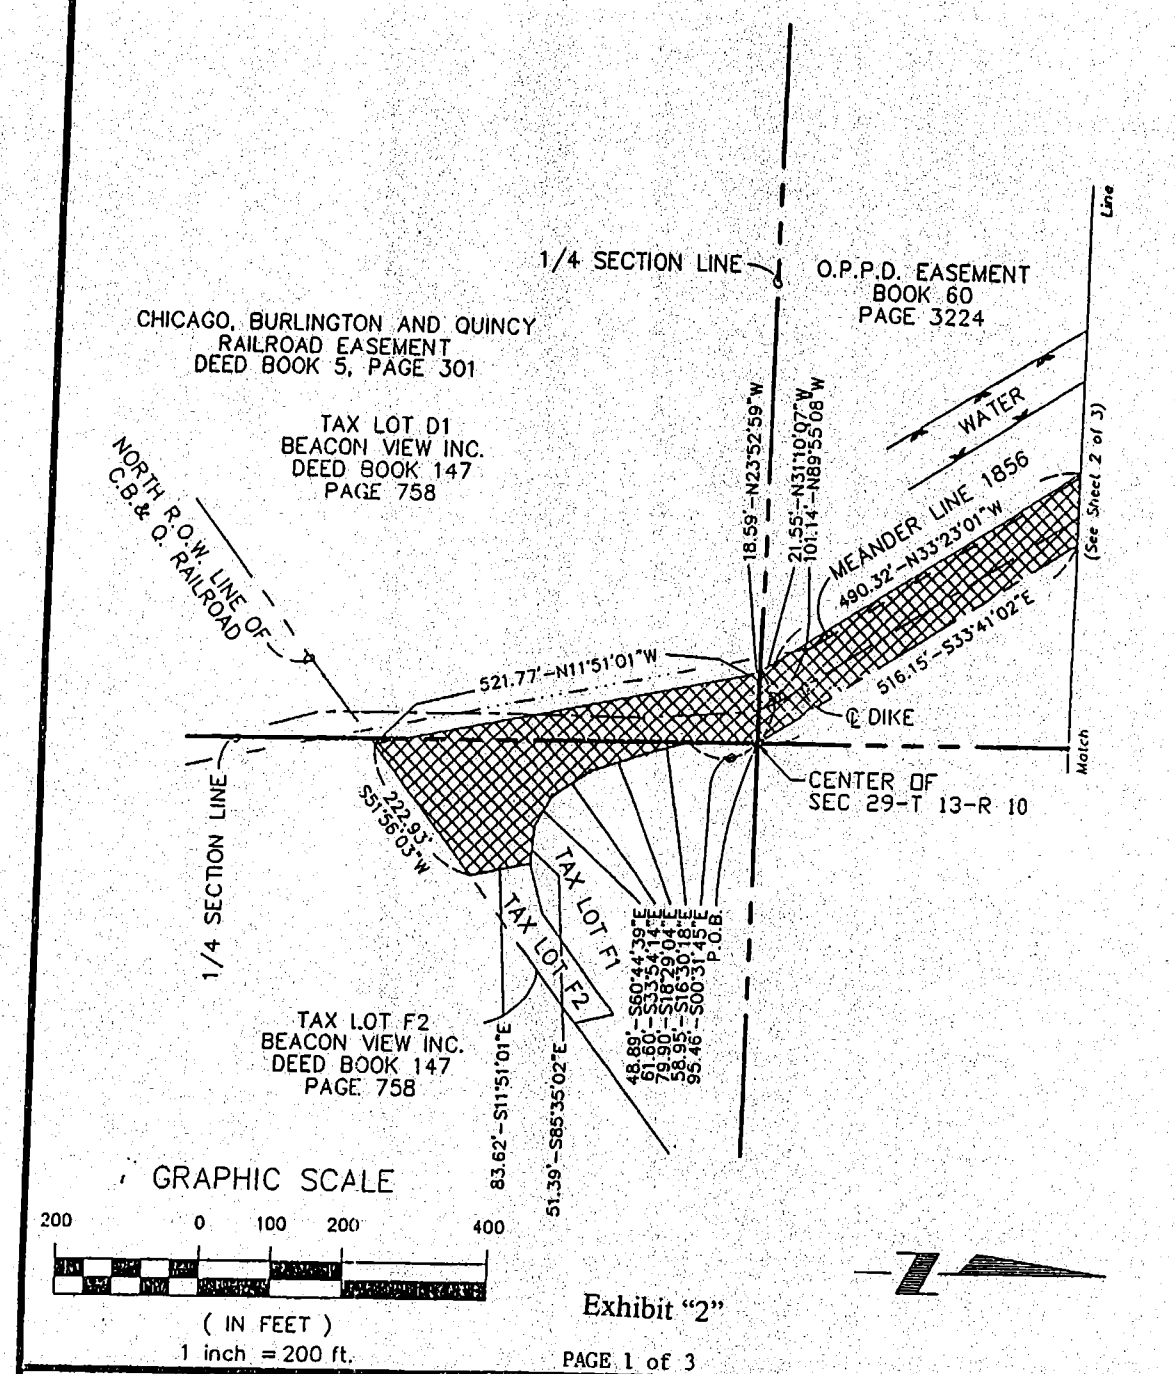 1/4 SECTION LINE
O.P.P.D. EASEMENT
BOOK 60
PAGE 3224
Line
CHICAGO, BURLINGTON AND QUINCY
RAILROAD EASEMENT
DEED BOOK 5, PAGE 301
TAX LOT D1
BEACON VIEW INC.
DEED BOOK 147
PAGE 758
NORTH R.O.W. LINE OF
C.B.& Q. RAILROAD
18.59'-N23°52'59"W
21.55'-N31°10'07"W
101.14'-N89°55'08"W
WATER
MEANDER LINE 1856
490.32'-N33°23'01"W
(See Sheet 2 of 3)
516.15'-S33°41'02"E
521.77'-N11°51'01"W
℄ DIKE
Match
CENTER OF
SEC 29-T 13-R 10
1/4 SECTION LINE
222.93'
S51°56'03"W
TAX LOT F1
TAX LOT F2
48.89'-S60°44'39"E
61.60'-S33°54'14"E
79.90'-S18°29'04"E
58.95'-S16°30'18"E
95.46'-S00°31'45"E
P.O.B.
TAX LOT F2
BEACON VIEW INC.
DEED BOOK 147
PAGE 758
83.62'-S11°51'01"E
51.39'-S85°35'02"E
GRAPHIC SCALE
200 0 100 200 400
( IN FEET )
1 inch = 200 ft.
Z
Exhibit "2"
PAGE 1 of 3